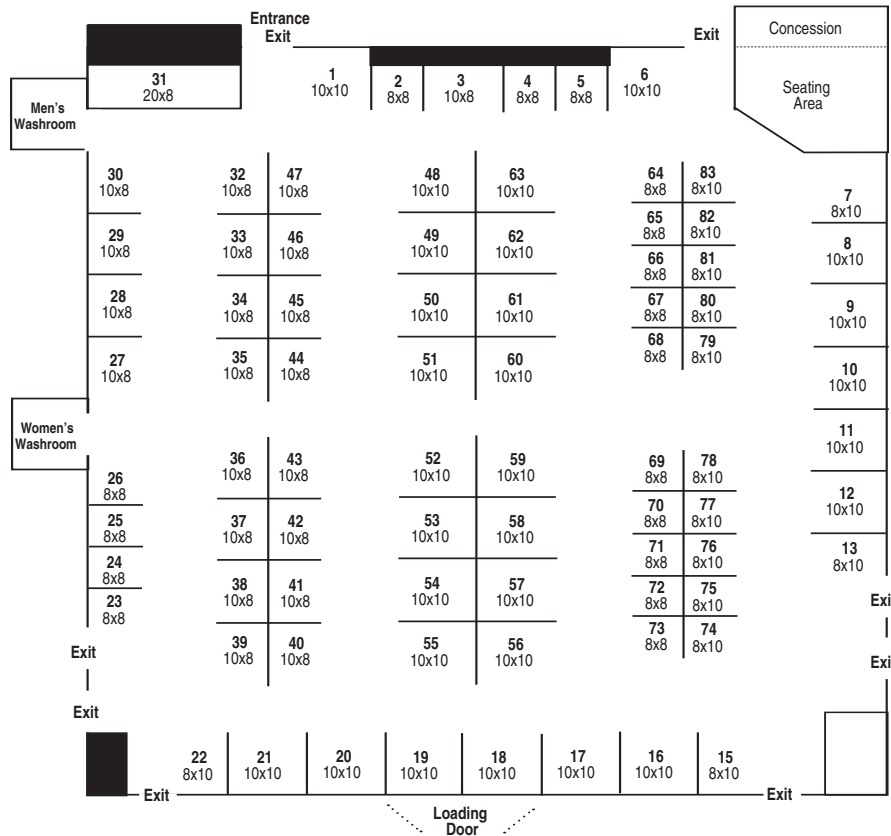 Entrance
Exit
Exit
Concession
Seating
Area
31
20x8
1
10x10
2
8x8
3
10x8
4
8x8
5
8x8
6
10x10
Men's
Washroom
30
10x8
32
10x8
47
10x8
48
10x10
63
10x10
64
8x8
83
8x10
7
8x10
29
10x8
33
10x8
46
10x8
49
10x10
62
10x10
65
8x8
82
8x10
8
10x10
66
8x8
81
8x10
28
10x8
34
10x8
45
10x8
50
10x10
61
10x10
67
8x8
80
8x10
9
10x10
27
10x8
35
10x8
44
10x8
51
10x10
60
10x10
68
8x8
79
8x10
10
10x10
Women's
Washroom
11
10x10
26
8x8
36
10x8
43
10x8
52
10x10
59
10x10
69
8x8
78
8x10
12
10x10
25
8x8
37
10x8
42
10x8
53
10x10
58
10x10
70
8x8
77
8x10
24
8x8
71
8x8
76
8x10
13
8x10
23
8x8
38
10x8
41
10x8
54
10x10
57
10x10
72
8x8
75
8x10
Exi
Exit
39
10x8
40
10x8
55
10x10
56
10x10
73
8x8
74
8x10
Exi
Exit
22
8x10
21
10x10
20
10x10
19
10x10
18
10x10
17
10x10
16
10x10
15
8x10
Exit
Exit
Loading
Door